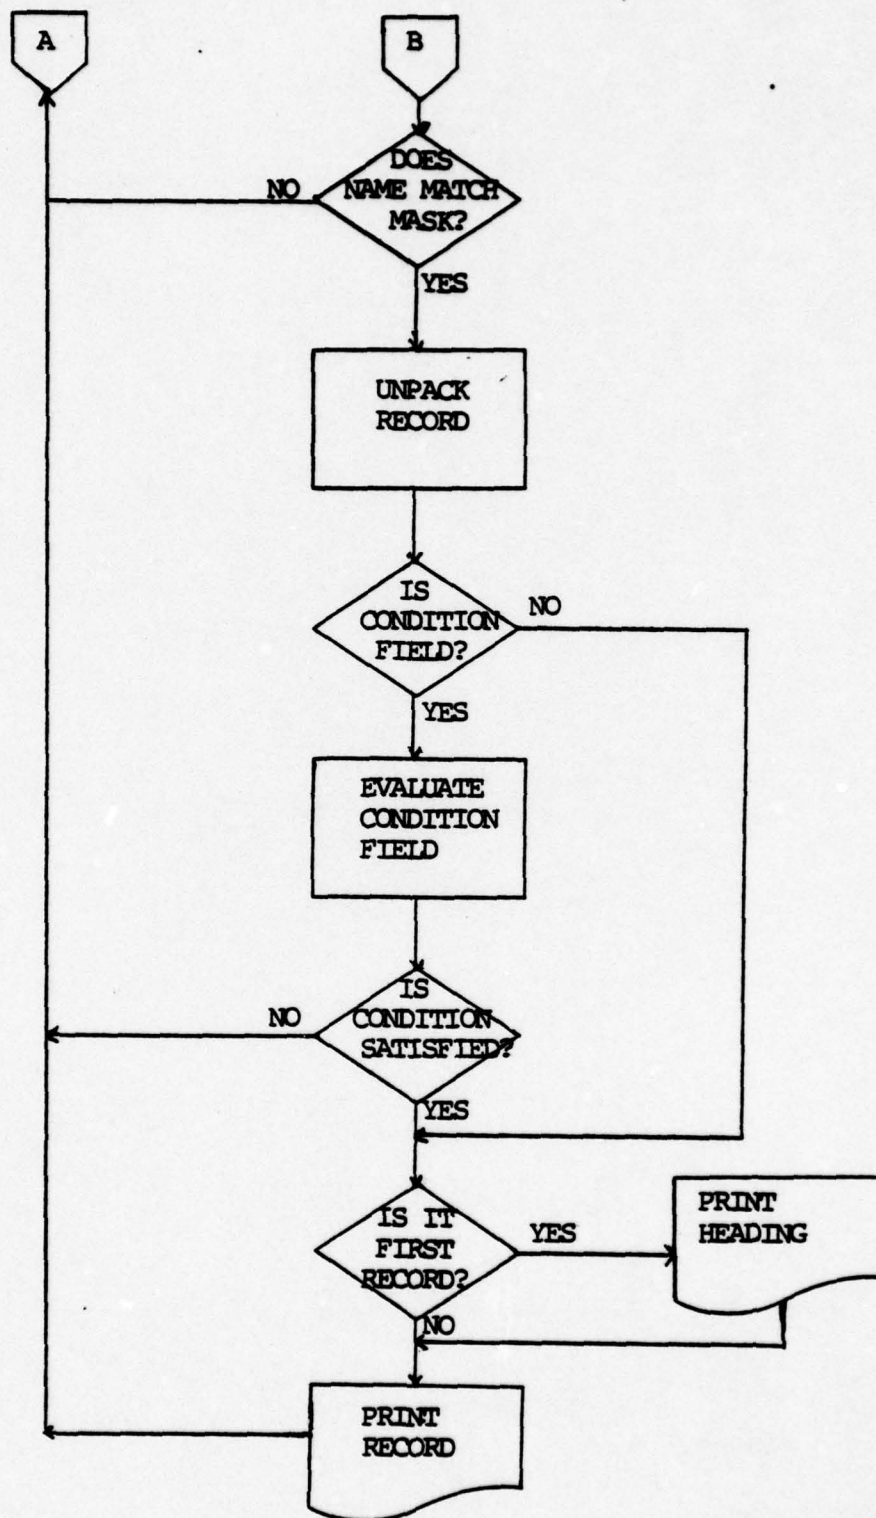 A
B
DOES
NAME MATCH
MASK?
NO
YES
UNPACK
RECORD
IS
CONDITION
FIELD?
NO
YES
EVALUATE
CONDITION
FIELD
IS
CONDITION
SATISFIED?
NO
YES
IS IT
FIRST
RECORD?
YES
PRINT
HEADING
NO
PRINT
RECORD